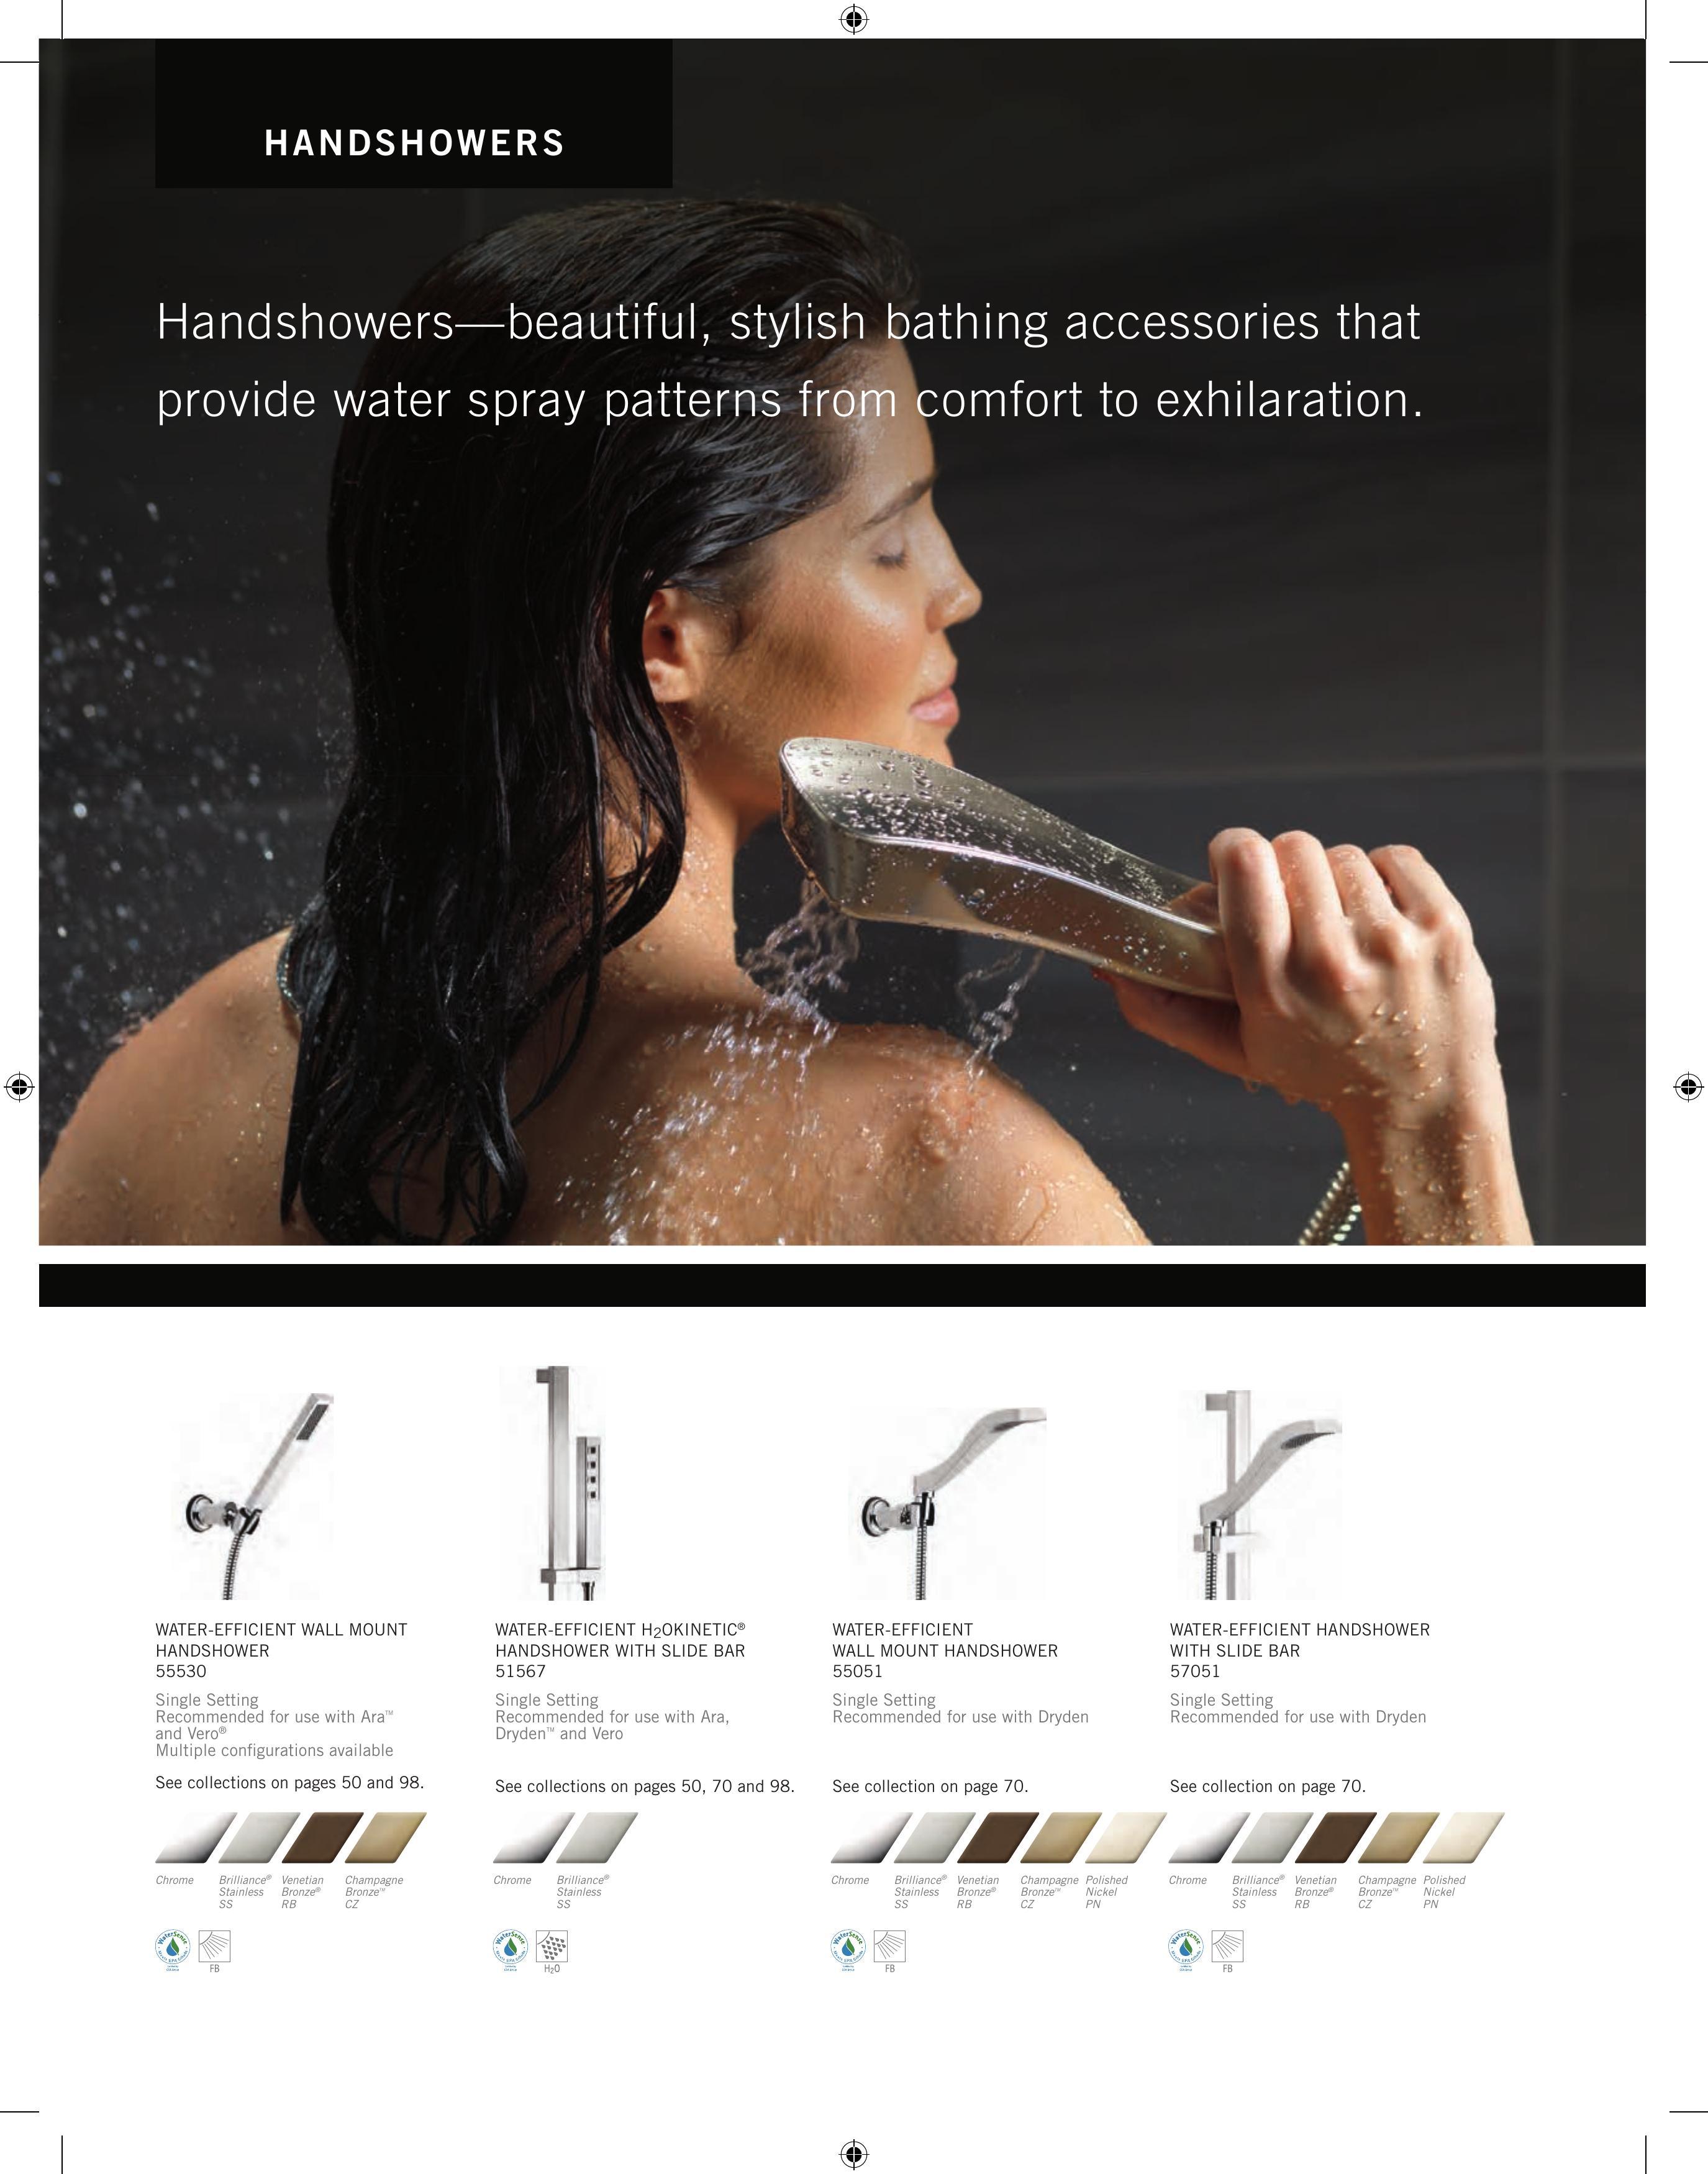 HANDSHOWERS
Handshowers—beautiful, stylish bathing accessories that
provide water spray patterns from comfort to exhilaration.
WATER-EFFICIENT WALL MOUNT
HANDSHOWER
55530
Single Setting
Recommended for use with Ara™
and Vero®
Multiple configurations available
See collections on pages 50 and 98.
Chrome
Brilliance®
Stainless
SS
Venetian
Bronze®
RB
Champagne
Bronze™
CZ
WaterSense
FB
WATER-EFFICIENT H₂OKINETIC®
HANDSHOWER WITH SLIDE BAR
51567
Single Setting
Recommended for use with Ara,
Dryden™ and Vero
See collections on pages 50, 70 and 98.
Chrome
Brilliance®
Stainless
SS
WaterSense
H₂O
WATER-EFFICIENT
WALL MOUNT HANDSHOWER
55051
Single Setting
Recommended for use with Dryden
See collection on page 70.
Chrome
Brilliance®
Stainless
SS
Venetian
Bronze®
RB
Champagne
Bronze™
CZ
Polished
Nickel
PN
WaterSense
FB
WATER-EFFICIENT HANDSHOWER
WITH SLIDE BAR
57051
Single Setting
Recommended for use with Dryden
See collection on page 70.
Chrome
Brilliance®
Stainless
SS
Venetian
Bronze®
RB
Champagne
Bronze™
CZ
Polished
Nickel
PN
WaterSense
FB